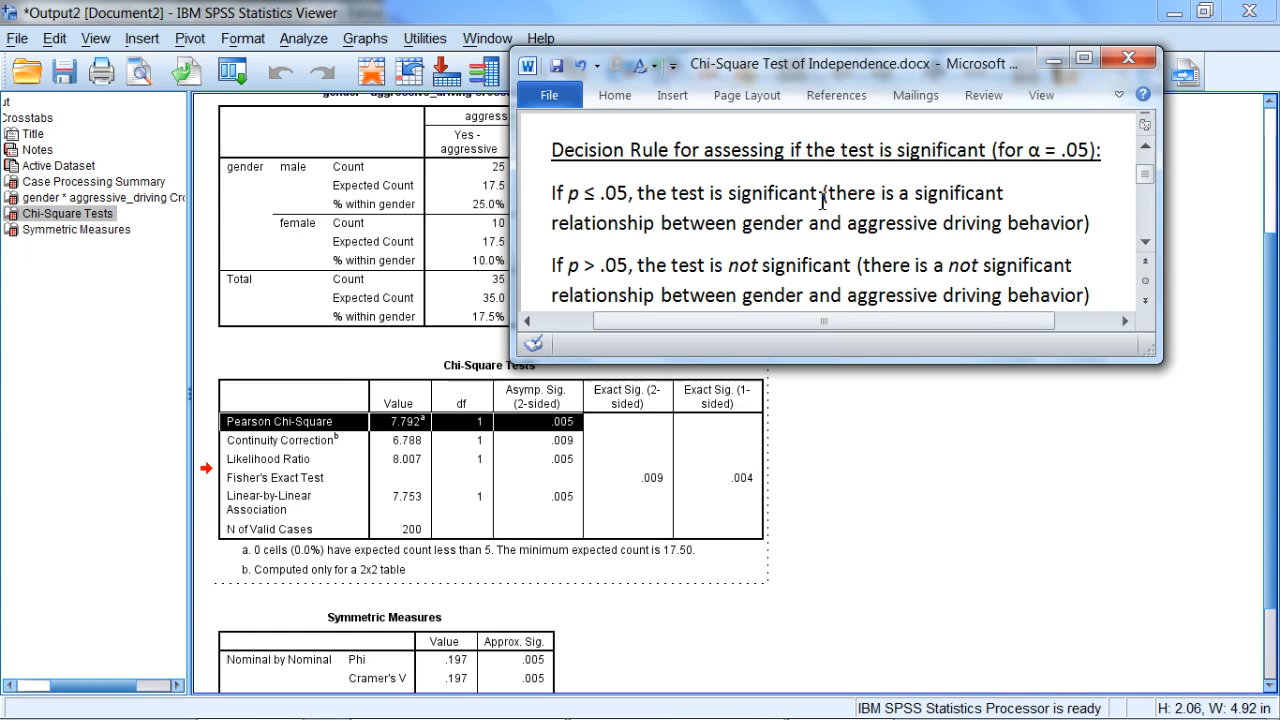 *Output2 [Document2] - IBM SPSS Statistics Viewer
File Edit View Insert Pivot Format Analyze Graphs Utilities Window Help
Crosstabs
Title
Notes
Active Dataset
Case Processing Summary
gender * aggressive_driving Cro
Chi-Square Tests
Symmetric Measures
aggress
Yes -
aggressive
gender male Count 25
Expected Count 17.5
% within gender 25.0%
female Count 10
Expected Count 17.5
% within gender 10.0%
Total Count 35
Expected Count 35.0
% within gender 17.5%
Chi-Square Test of Independence.docx - Microsoft ...
File Home Insert Page Layout References Mailings Review View
Decision Rule for assessing if the test is significant (for α = .05):
If p ≤ .05, the test is significant (there is a significant
relationship between gender and aggressive driving behavior)
If p > .05, the test is not significant (there is a not significant
relationship between gender and aggressive driving behavior)
Chi-Square Tests
Value df Asymp. Sig. (2-sided) Exact Sig. (2-sided) Exact Sig. (1-sided)
Pearson Chi-Square 7.792a 1 .005
Continuity Correctionb 6.788 1 .009
Likelihood Ratio 8.007 1 .005
Fisher's Exact Test .009 .004
Linear-by-Linear
Association 7.753 1 .005
N of Valid Cases 200
a. 0 cells (0.0%) have expected count less than 5. The minimum expected count is 17.50.
b. Computed only for a 2x2 table
Symmetric Measures
Value Approx. Sig.
Nominal by Nominal Phi .197 .005
Cramer's V .197 .005
IBM SPSS Statistics Processor is ready H: 2.06, W: 4.92 in